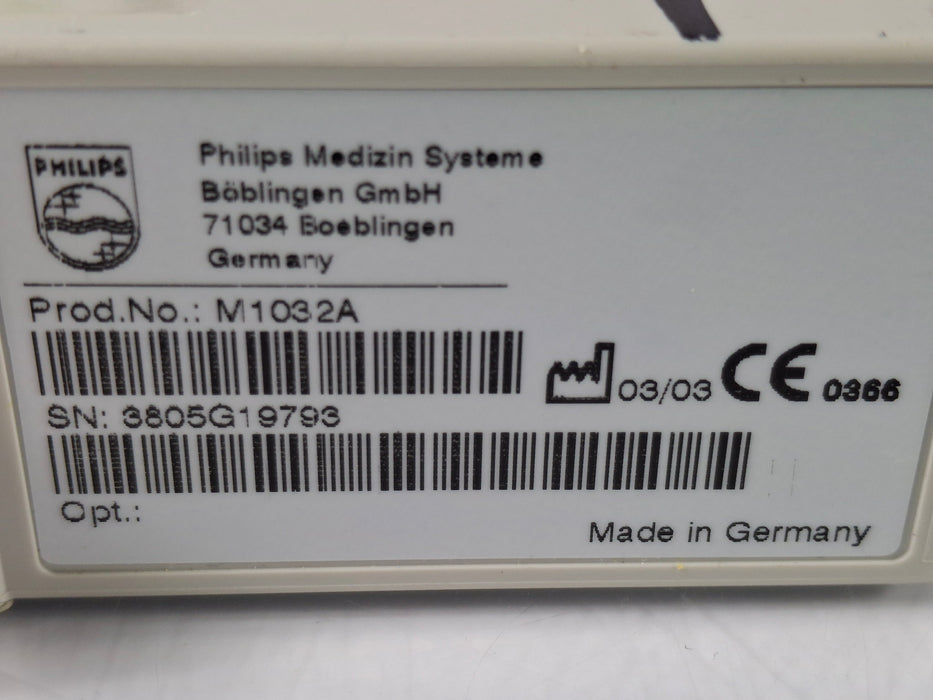 PHILIPS
Philips Medizin Systeme
Böblingen GmbH
71034 Boeblingen
Germany
Prod.No.: M1032A
03/03 CE 0366
SN: 3805G19793
Opt.:
Made in Germany